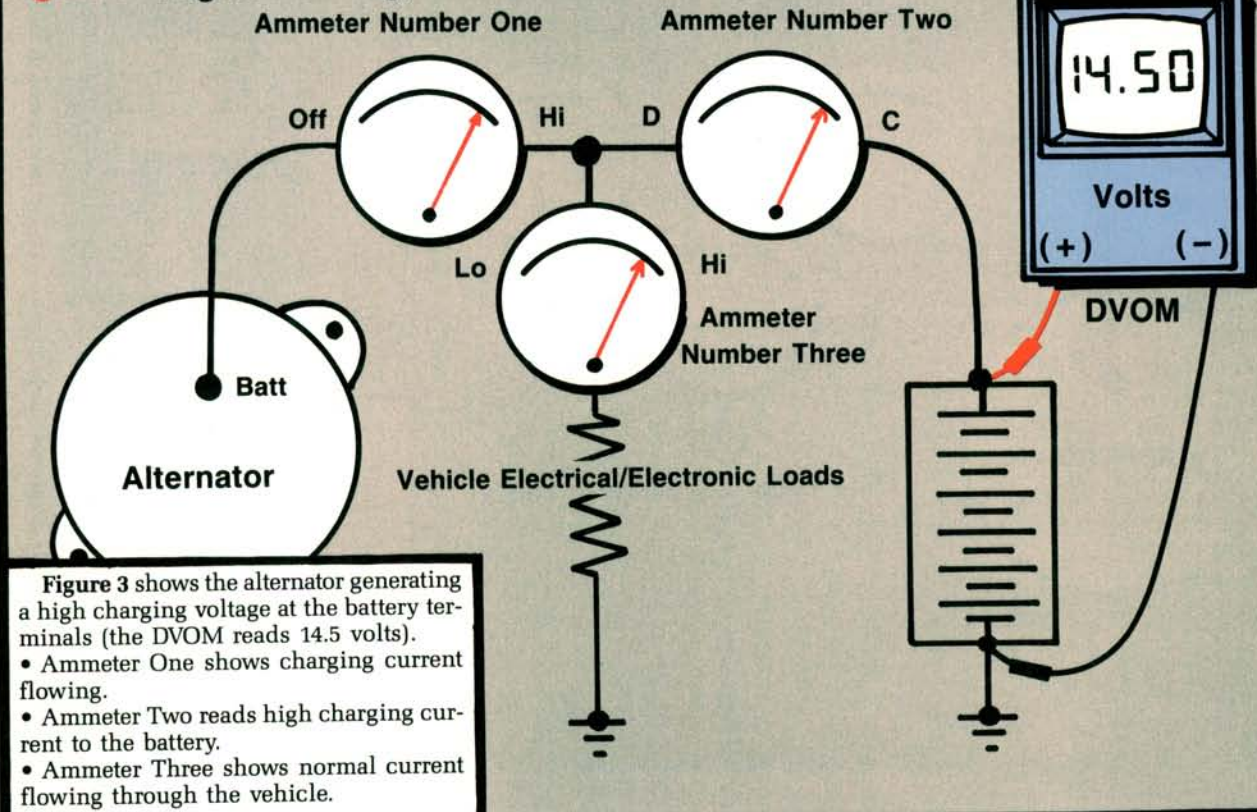 Ammeter Number One
Ammeter Number Two
14.50
Off
Hi
D
C
Volts
(+)
(-)
Lo
Hi
DVOM
Ammeter
Number Three
Batt
Alternator
Vehicle Electrical/Electronic Loads
Figure 3 shows the alternator generating
a high charging voltage at the battery ter-
minals (the DVOM reads 14.5 volts).
• Ammeter One shows charging current
flowing.
• Ammeter Two reads high charging cur-
rent to the battery.
• Ammeter Three shows normal current
flowing through the vehicle.